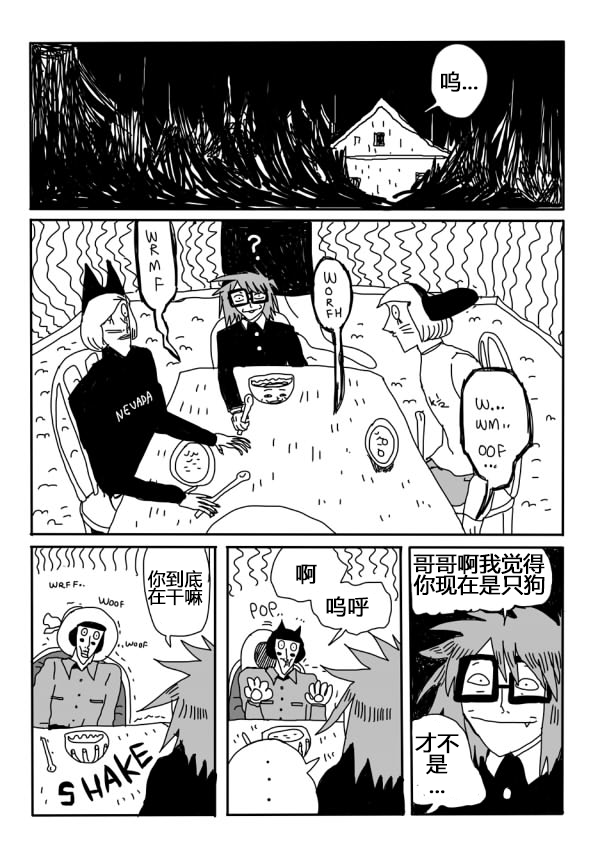 呜...
WRMF
?
WORFH
NEVADA
K12
W...
WM..
OOF
...
WRFF..
WOOF
..WOOF
你到底
在干嘛
SHAKE
啊
呜呼
POP..
...
哥哥啊我觉得
你现在是只狗
才不
是
...